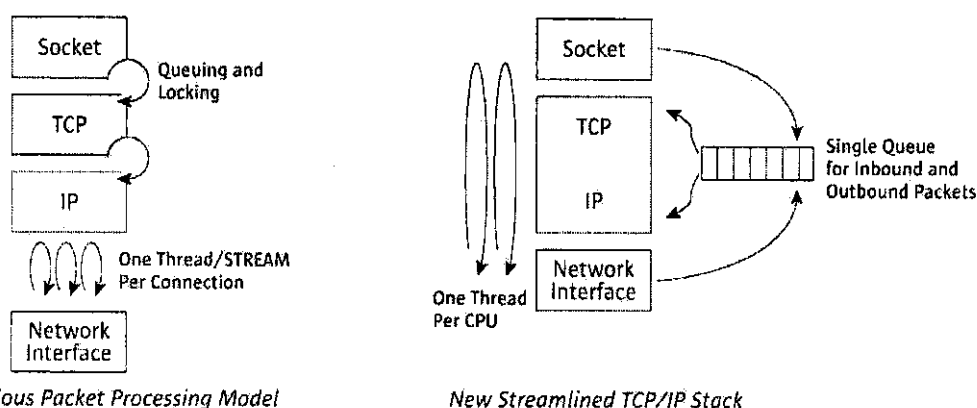 Socket
Queuing and
Locking
TCP
IP
One Thread/STREAM
Per Connection
Network
Interface
ious Packet Processing Model
Socket
TCP
IP
Single Queue
for Inbound and
Outbound Packets
One Thread
Per CPU
Network
Interface
New Streamlined TCP/IP Stack